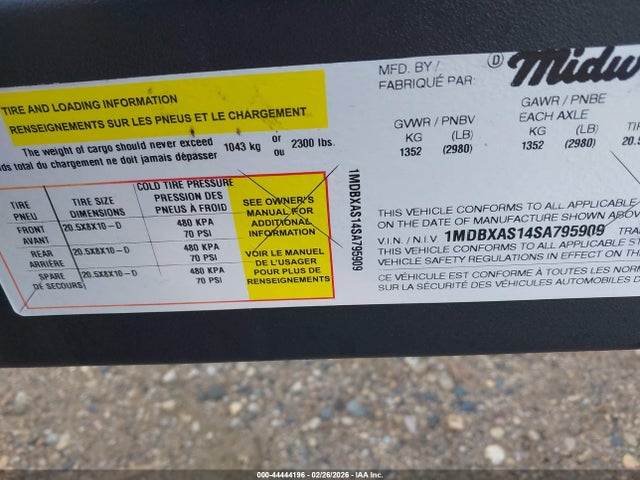 TIRE AND LOADING INFORMATION
RENSEIGNEMENTS SUR LES PNEUS ET LE CHARGEMENT
The weight of cargo should never exceed 1043 kg or 2300 lbs.
ds total du chargement ne doit jamais dépasser ou
TIRE PNEU
TIRE SIZE DIMENSIONS
COLD TIRE PRESSURE
PRESSION DES
PNEUS À FROID
FRONT AVANT 20.5X8X10-D 480 KPA 70 PSI
REAR ARRIÈRE 20.5X8X10-D 480 KPA 70 PSI
SPARE DE SECOURS 20.5X8X10-D 480 KPA 70 PSI
SEE OWNER'S
MANUAL FOR
ADDITIONAL
INFORMATION
VOIR LE MANUEL
DE L'USAGER
POUR PLUS DE
RENSEIGNEMENTS
1MDBXAS14SA795909
MFD. BY /
FABRIQUÉ PAR:
D Midw
GVWR / PNBV
KG (LB)
1352 (2980)
GAWR / PNBE
EACH AXLE
KG (LB)
1352 (2980)
TIR
20.5
THIS VEHICLE CONFORMS TO ALL APPLICABLE
ON THE DATE OF MANUFACTURE SHOWN ABOV
V.I.N. / N.I.V. 1MDBXAS14SA795909 TRA
THIS VEHICLE CONFORMS TO ALL APPLICABLE S
VEHICLE SAFETY REGULATIONS IN EFFECT ON THE
CE VÉHICULE EST CONFORME À TOUTES LES NORME
SUR LA SÉCURITÉ DES VÉHICULES AUTOMOBILES D
000-44444196 - 02/26/2026 - IAA Inc.